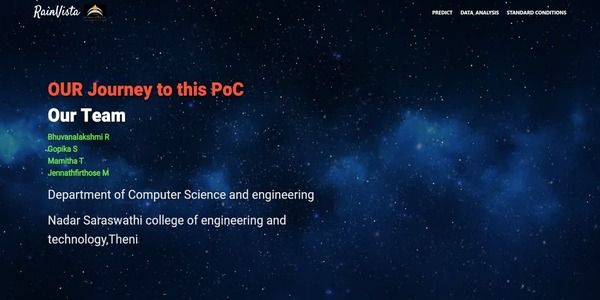 RainVista
PREDICT DATA_ANALYSIS STANDARD CONDITIONS
OUR Journey to this PoC
Our Team
Bhuvanalakshmi R
Gopika S
Mamitha T
Jennathfirthose M
Department of Computer Science and engineering
Nadar Saraswathi college of engineering and
technology,Theni